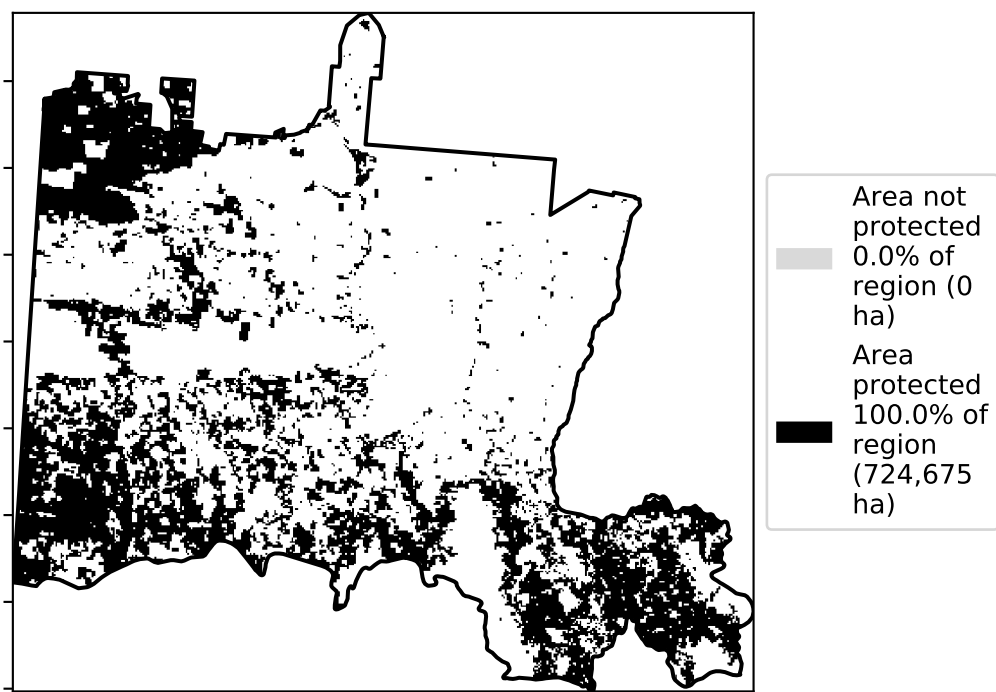 Area not
protected
0.0% of
region (0
ha)
Area
protected
100.0% of
region
(724,675
ha)